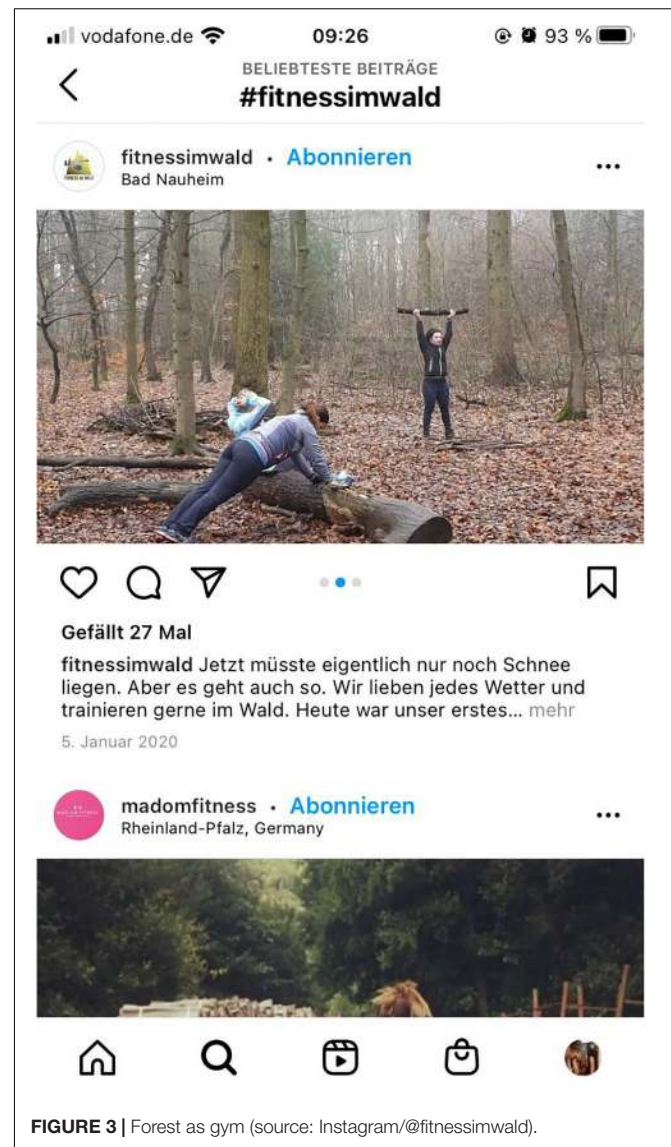 vodafone.de 09:26 93 %
BELIEBTESTE BEITRÄGE
#fitnessimwald
fitnessimwald • Abonnieren
Bad Nauheim
Gefällt 27 Mal
fitnessimwald Jetzt müsste eigentlich nur noch Schnee
liegen. Aber es geht auch so. Wir lieben jedes Wetter und
trainieren gerne im Wald. Heute war unser erstes... mehr
5. Januar 2020
madomfitness • Abonnieren
Rheinland-Pfalz, Germany
FIGURE 3 | Forest as gym (source: Instagram/@fitnessimwald).